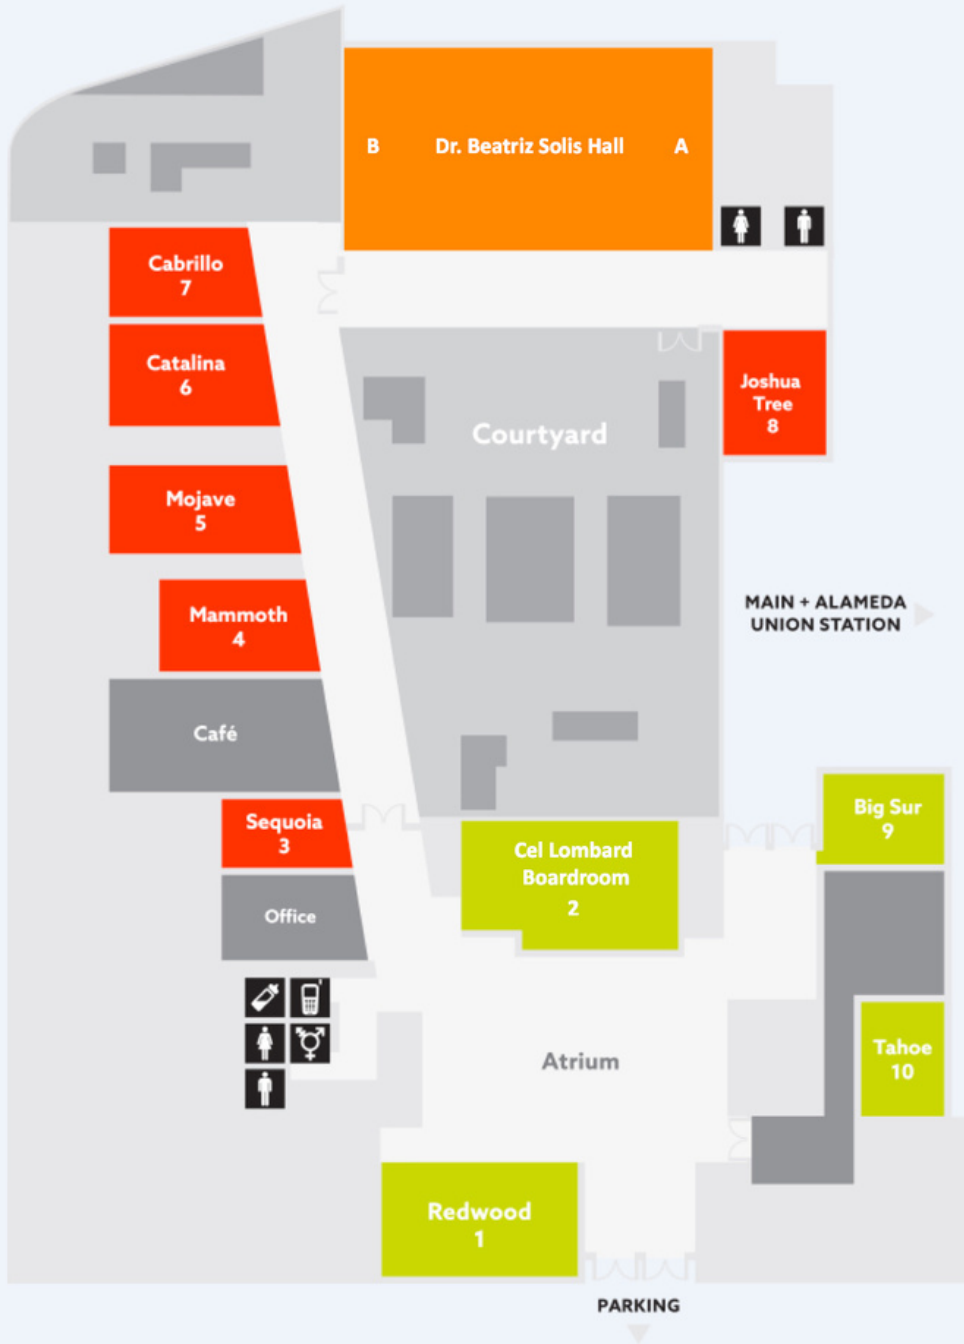 B Dr. Beatriz Solis Hall A
Cabrillo
7
Catalina
6
Joshua
Tree
8
Courtyard
Mojave
5
Mammoth
4
MAIN + ALAMEDA
UNION STATION
Café
Sequoia
3
Big Sur
9
Cel Lombard
Boardroom
2
Office
Atrium
Tahoe
10
Redwood
1
PARKING